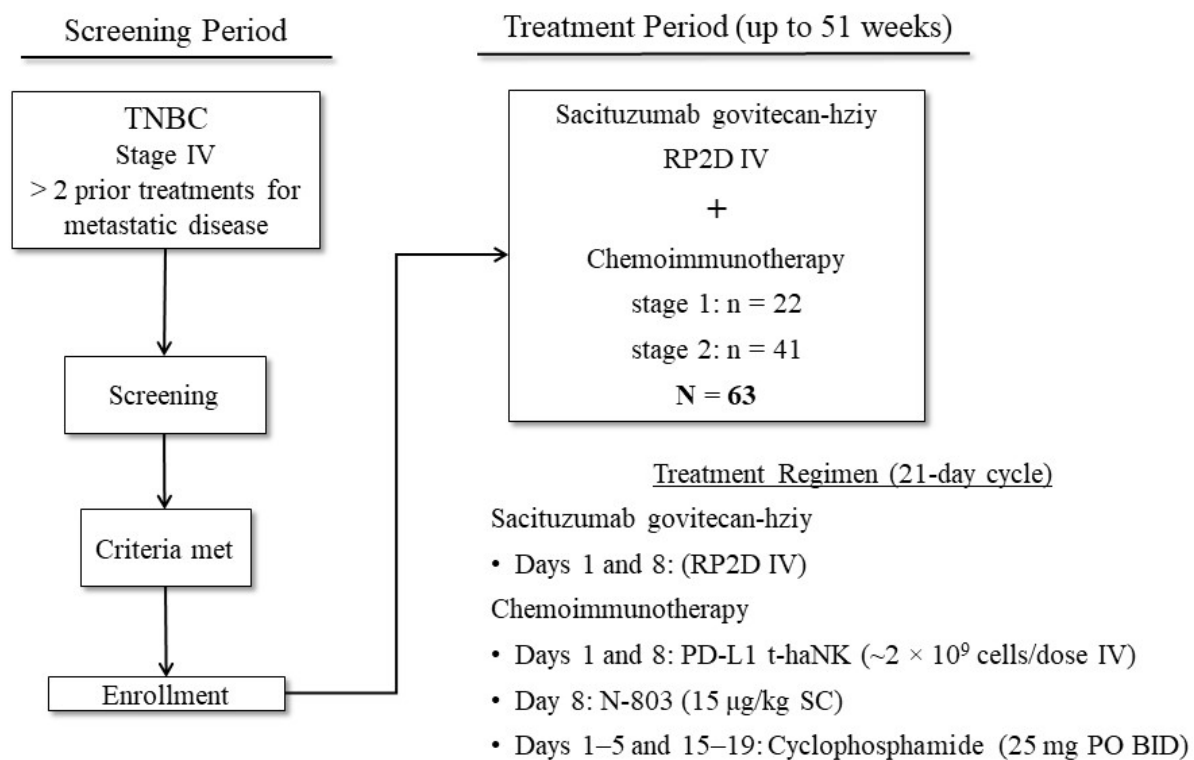 Screening Period
TNBC
Stage IV
> 2 prior treatments for
metastatic disease
Screening
Criteria met
Enrollment
Treatment Period (up to 51 weeks)
Sacituzumab govitecan-hziy
RP2D IV
+
Chemoimmunotherapy
stage 1: n = 22
stage 2: n = 41
N = 63
Treatment Regimen (21-day cycle)
Sacituzumab govitecan-hziy
• Days 1 and 8: (RP2D IV)
Chemoimmunotherapy
• Days 1 and 8: PD-L1 t-haNK (~2 × 10⁹ cells/dose IV)
• Day 8: N-803 (15 μg/kg SC)
• Days 1–5 and 15–19: Cyclophosphamide (25 mg PO BID)